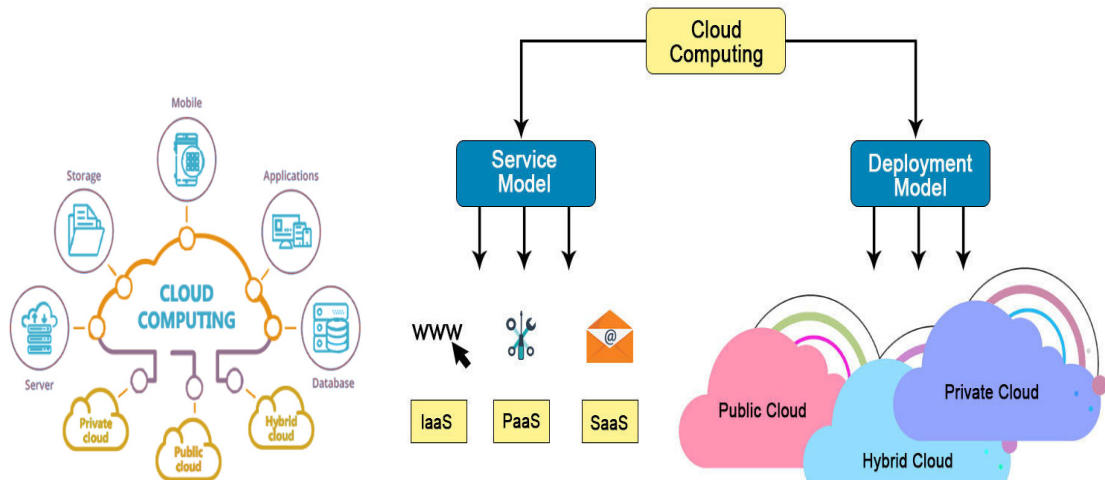 Mobile
Storage
Applications
CLOUD
COMPUTING
Server
Database
Private
cloud
Public
cloud
Hybrid
cloud
Cloud
Computing
Service
Model
Deployment
Model
WWW
@
IaaS
PaaS
SaaS
Public Cloud
Hybrid Cloud
Private Cloud